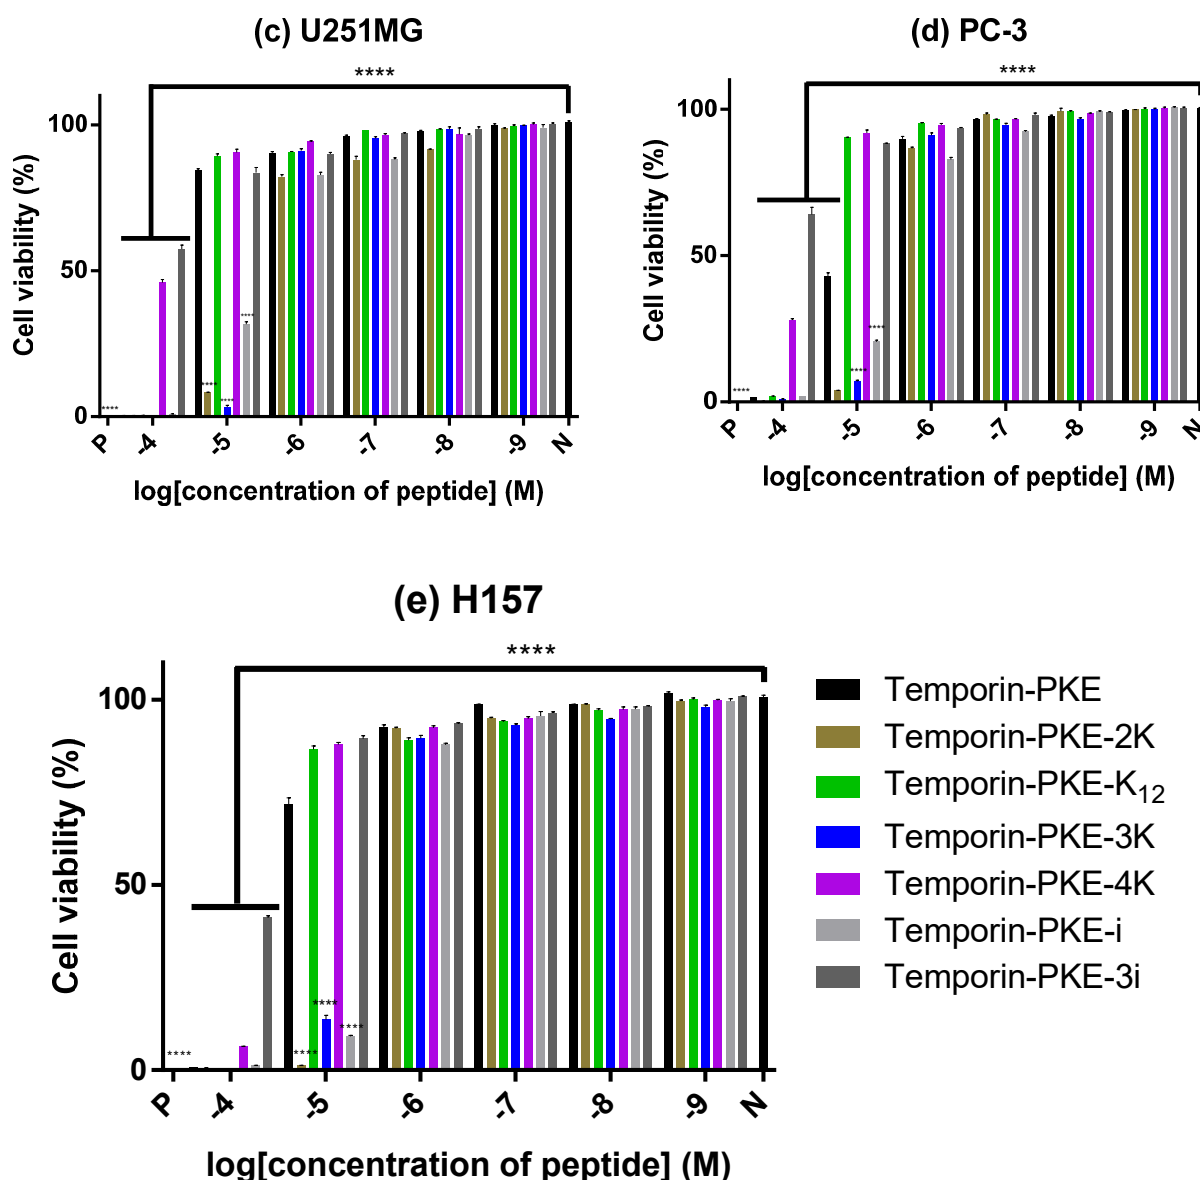 (c) U251MG
****
100
50
0
Cell viability (%)
****
****
****
****
P -4 -5 -6 -7 -8 -9 N
log[concentration of peptide] (M)
(d) PC-3
****
100
50
0
Cell viability (%)
****
****
****
P -4 -5 -6 -7 -8 -9 N
log[concentration of peptide] (M)
(e) H157
****
100
50
0
Cell viability (%)
****
****
****
****
P -4 -5 -6 -7 -8 -9 N
log[concentration of peptide] (M)
Temporin-PKE
Temporin-PKE-2K
Temporin-PKE-K12
Temporin-PKE-3K
Temporin-PKE-4K
Temporin-PKE-i
Temporin-PKE-3i